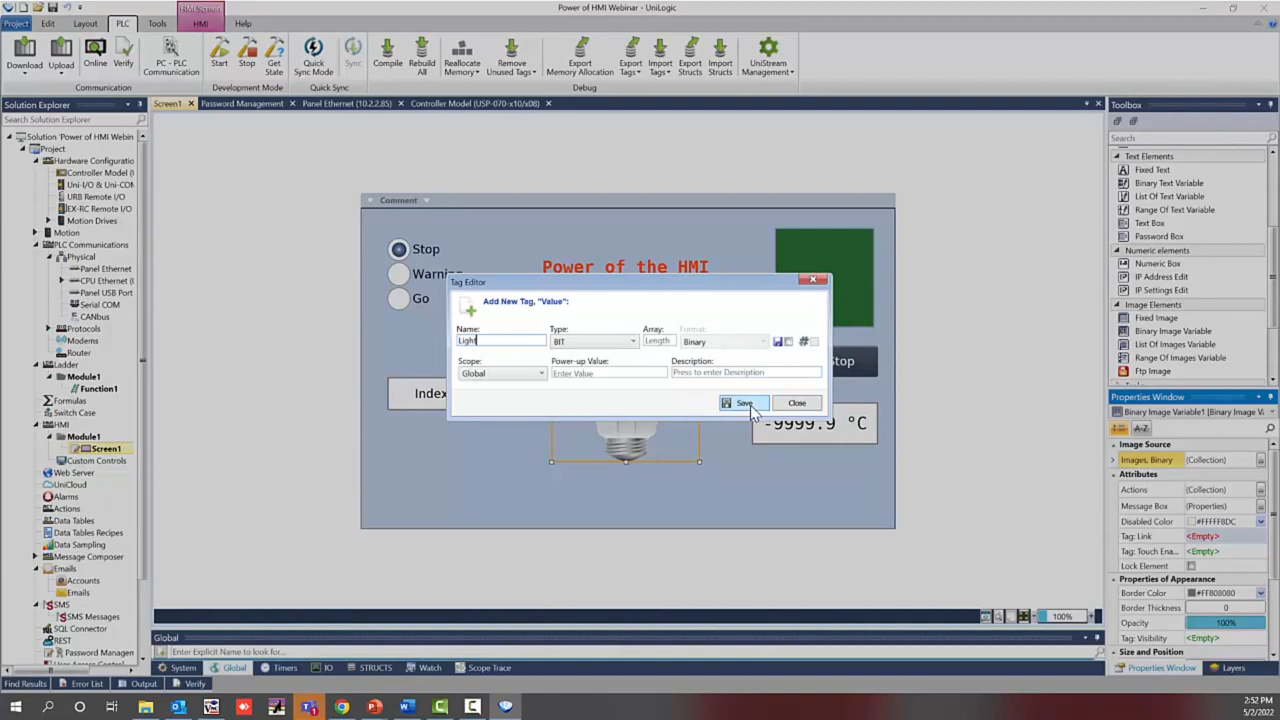 HMI Screen
Power of HMI Webinar - UniLogic
Project Edit Layout PLC Tools HMI Help
Download Upload Online Verify PC - PLC Communication Start Stop Get State Quick Sync Mode Sync Compile Rebuild All Reallocate Memory Remove Unused Tags Export Memory Allocation Export Tags Import Tags Export Structs Import Structs UniStream Management
Communication Development Mode Quick Sync Debug
Solution Explorer
Search Solution Explorer
Solution 'Power of HMI Webin
Project
Hardware Configuratio
Controller Model (
Uni-I/O & Uni-COM
URB Remote I/O
EX-RC Remote I/O
Motion Drives
Motion
PLC Communications
Physical
Panel Ethernet
CPU Ethernet (
Panel USB Port
Serial COM
CANbus
Protocols
Modems
Router
Ladder
Module1
Function1
Formulas
Switch Case
HMI
Module1
Screen1
Custom Controls
Web Server
UniCloud
Alarms
Actions
Data Tables
Data Tables Recipes
Data Sampling
Message Composer
Emails
Accounts
Emails
SMS
SMS Messages
SQL Connector
REST
Password Managem
Screen1 Password Management Panel Ethernet (10.2.2.85) Controller Model (USP-070-x10/x08)
Comment
Stop
Warning
Go
Power of the HMI
Index
Stop
-9999.9 °C
Tag Editor
Add New Tag, "Value":
Name: Type: Array: Format:
Light BIT Length Binary #
Scope: Power-up Value: Description:
Global Enter Value Press to enter Description
Save Close
100%
Global
Enter Explicit Name to look for...
System Global Timers IO STRUCTS Watch Scope Trace
Find Results Error List Output Verify
Toolbox
Search
Text Elements
Fixed Text
Binary Text Variable
List Of Text Variable
Range Of Text Variable
Text Box
Password Box
Numeric elements
Numeric Box
IP Address Edit
IP Settings Edit
Image Elements
Fixed Image
Binary Image Variable
List Of Images Variable
Range Of Images Variable
Ftp Image
Properties Window
Binary Image Variable1 [Binary Image Va
A-Z
Image Source
Images, Binary (Collection)
Attributes
Actions (Collection)
Message Box (Properties)
Disabled Color #FFFFF8DC
Tag: Link <Empty>
Tag: Touch Ena... <Empty>
Lock Element
Properties of Appearance
Border Color #FF808080
Border Thickness 0
Opacity 100%
Tag: Visibility <Empty>
Size and Position
Properties Window Layers
2:52 PM
5/2/2022